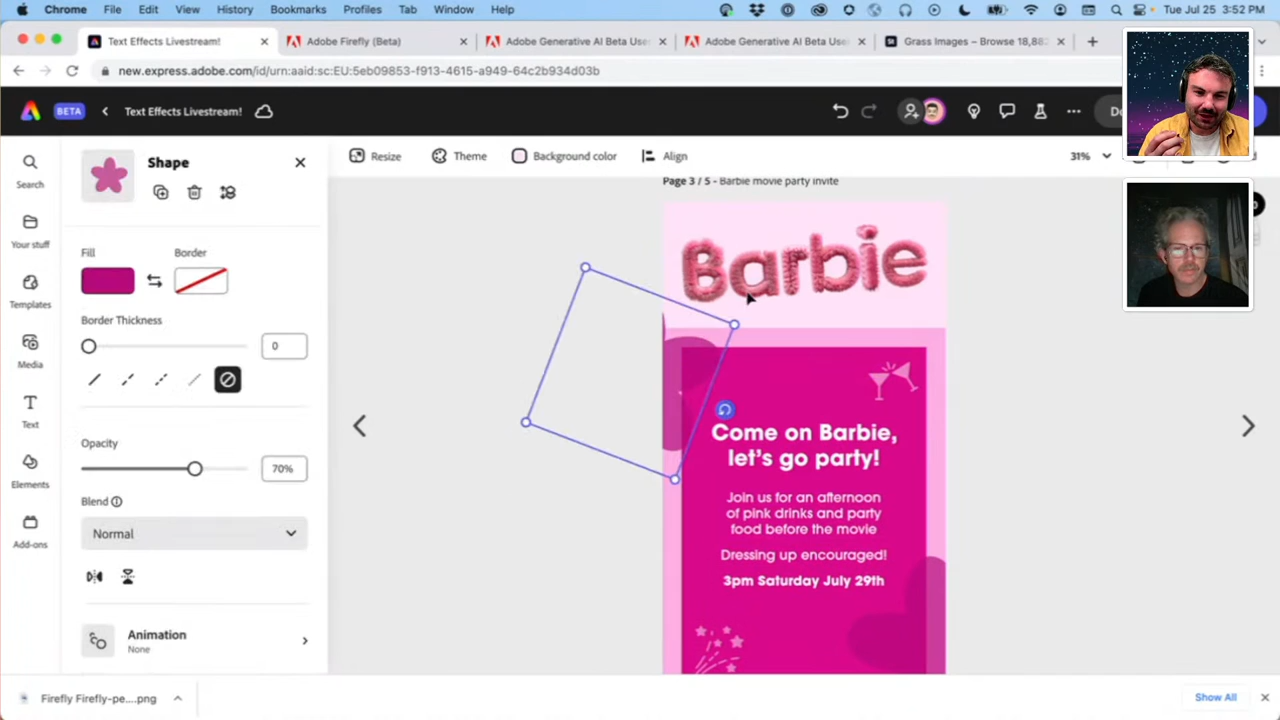 Chrome File Edit View History Bookmarks Profiles Tab Window Help Tue Jul 25 3:52 PM
Text Effects Livestream! Adobe Firefly (Beta) Adobe Generative AI Beta Use Adobe Generative AI Beta Use Grass Images – Browse 18,88
new.express.adobe.com/id/urn:aaid:sc:EU:5eb09853-f913-4615-a949-64c2b934d03b
BETA Text Effects Livestream!
Search
Your stuff
Templates
Media
Text
Elements
Add-ons
Shape
Fill Border
Border Thickness
0
Opacity
70%
Blend
Normal
Animation
None
Resize Theme Background color Align 31%
Page 3 / 5 - Barbie movie party invite
Barbie
Come on Barbie,
let's go party!
Join us for an afternoon
of pink drinks and party
food before the movie
Dressing up encouraged!
3pm Saturday July 29th
Firefly Firefly-pe....png Show All